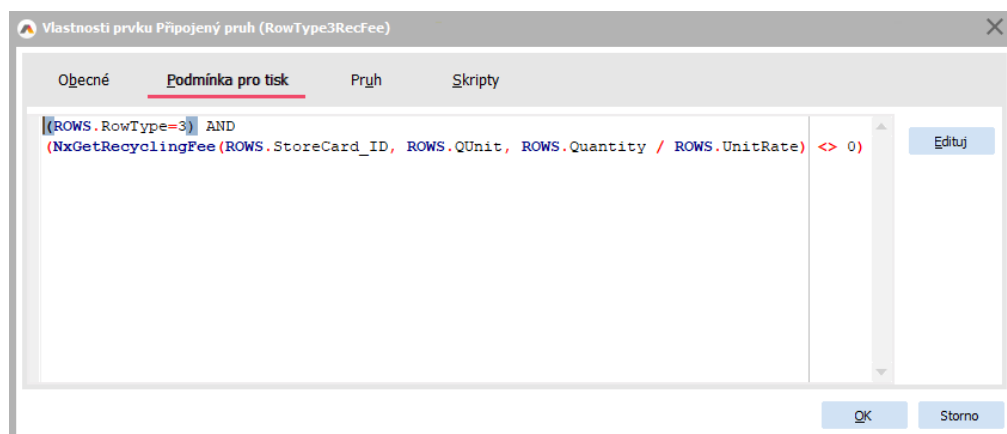 Vlastnosti prvku Připojený pruh (RowType3RecFee)
Obecné Podmínka pro tisk Pruh Skripty
(ROWS.RowType=3) AND
(NxGetRecyclingFee(ROWS.StoreCard_ID, ROWS.QUnit, ROWS.Quantity / ROWS.UnitRate) <> 0)
Edituj
OK Storno